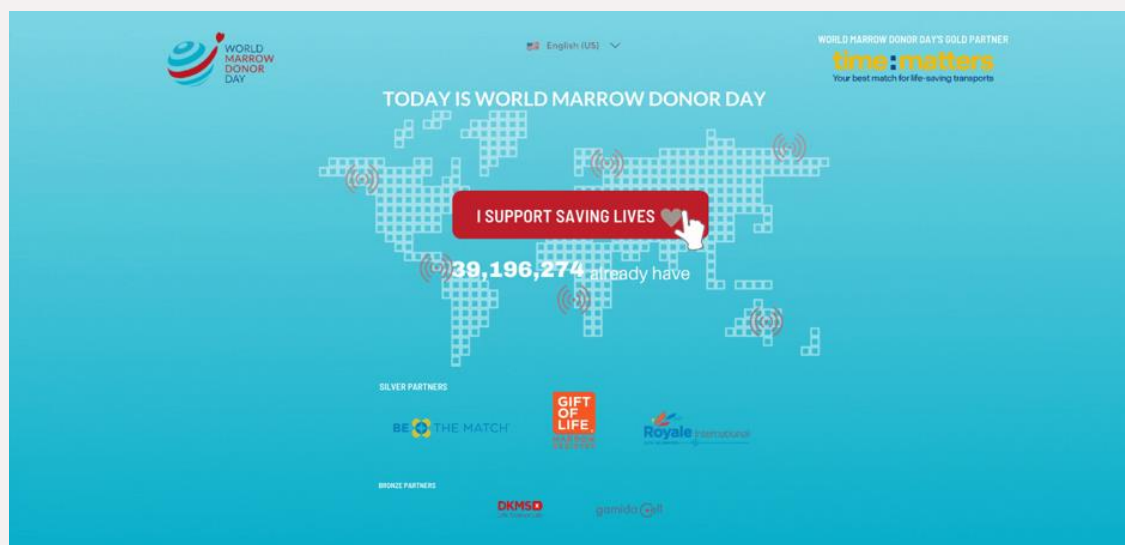 WORLD
MARROW
DONOR
DAY
English (US)
WORLD MARROW DONOR DAY'S GOLD PARTNER
time:matters
Your best match for life-saving transports
TODAY IS WORLD MARROW DONOR DAY
I SUPPORT SAVING LIVES
39,196,274 already have
SILVER PARTNERS
BE THE MATCH
GIFT
OF
LIFE
MARROW
REGISTRY
Royale International
BRONZE PARTNERS
DKMS
gamida Cell